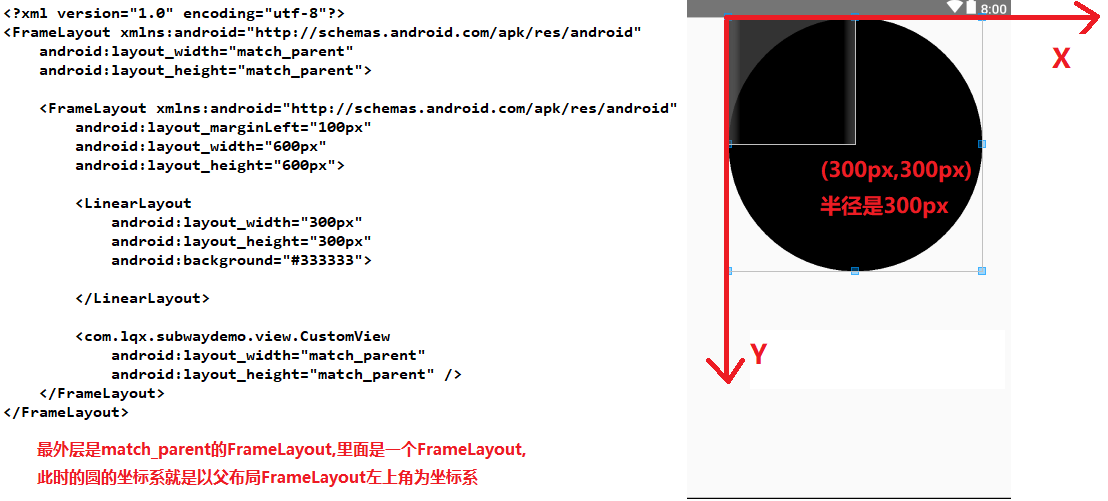 <?xml version="1.0" encoding="utf-8"?>
<FrameLayout xmlns:android="http://schemas.android.com/apk/res/android"
    android:layout_width="match_parent"
    android:layout_height="match_parent">

    <FrameLayout xmlns:android="http://schemas.android.com/apk/res/android"
        android:layout_marginLeft="100px"
        android:layout_width="600px"
        android:layout_height="600px">

        <LinearLayout
            android:layout_width="300px"
            android:layout_height="300px"
            android:background="#333333">

        </LinearLayout>

        <com.lqx.subwaydemo.view.CustomView
            android:layout_width="match_parent"
            android:layout_height="match_parent" />
    </FrameLayout>
</FrameLayout>
最外层是match_parent的FrameLayout,里面是一个FrameLayout,
此时的圆的坐标系就是以父布局FrameLayout左上角为坐标系
8:00
X
(300px,300px)
半径是300px
Y